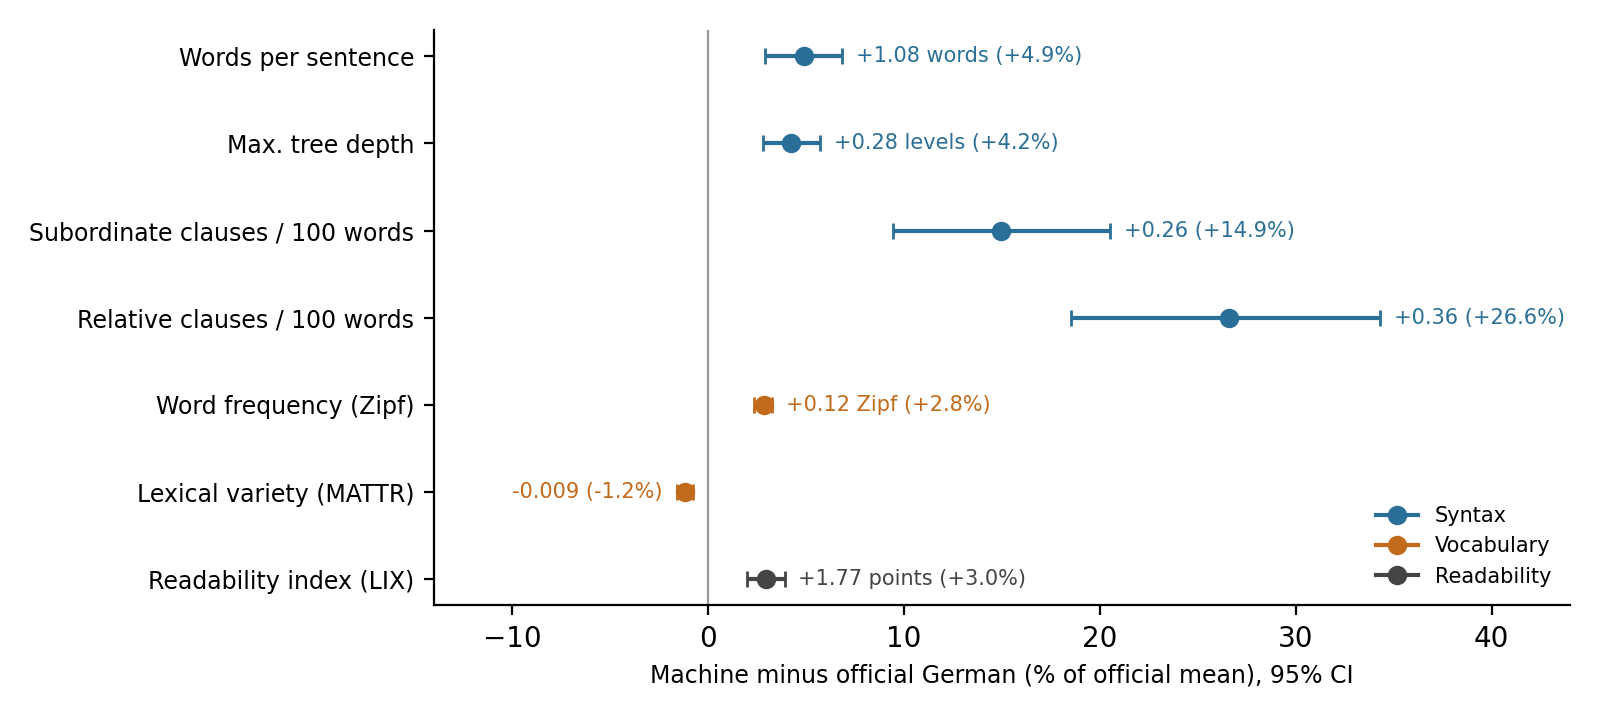 Words per sentence
+1.08 words (+4.9%)
Max. tree depth
+0.28 levels (+4.2%)
Subordinate clauses / 100 words
+0.26 (+14.9%)
Relative clauses / 100 words
+0.36 (+26.6%)
Word frequency (Zipf)
+0.12 Zipf (+2.8%)
Lexical variety (MATTR)
-0.009 (-1.2%)
Readability index (LIX)
+1.77 points (+3.0%)
Syntax
Vocabulary
Readability
−10 0 10 20 30 40
Machine minus official German (% of official mean), 95% CI